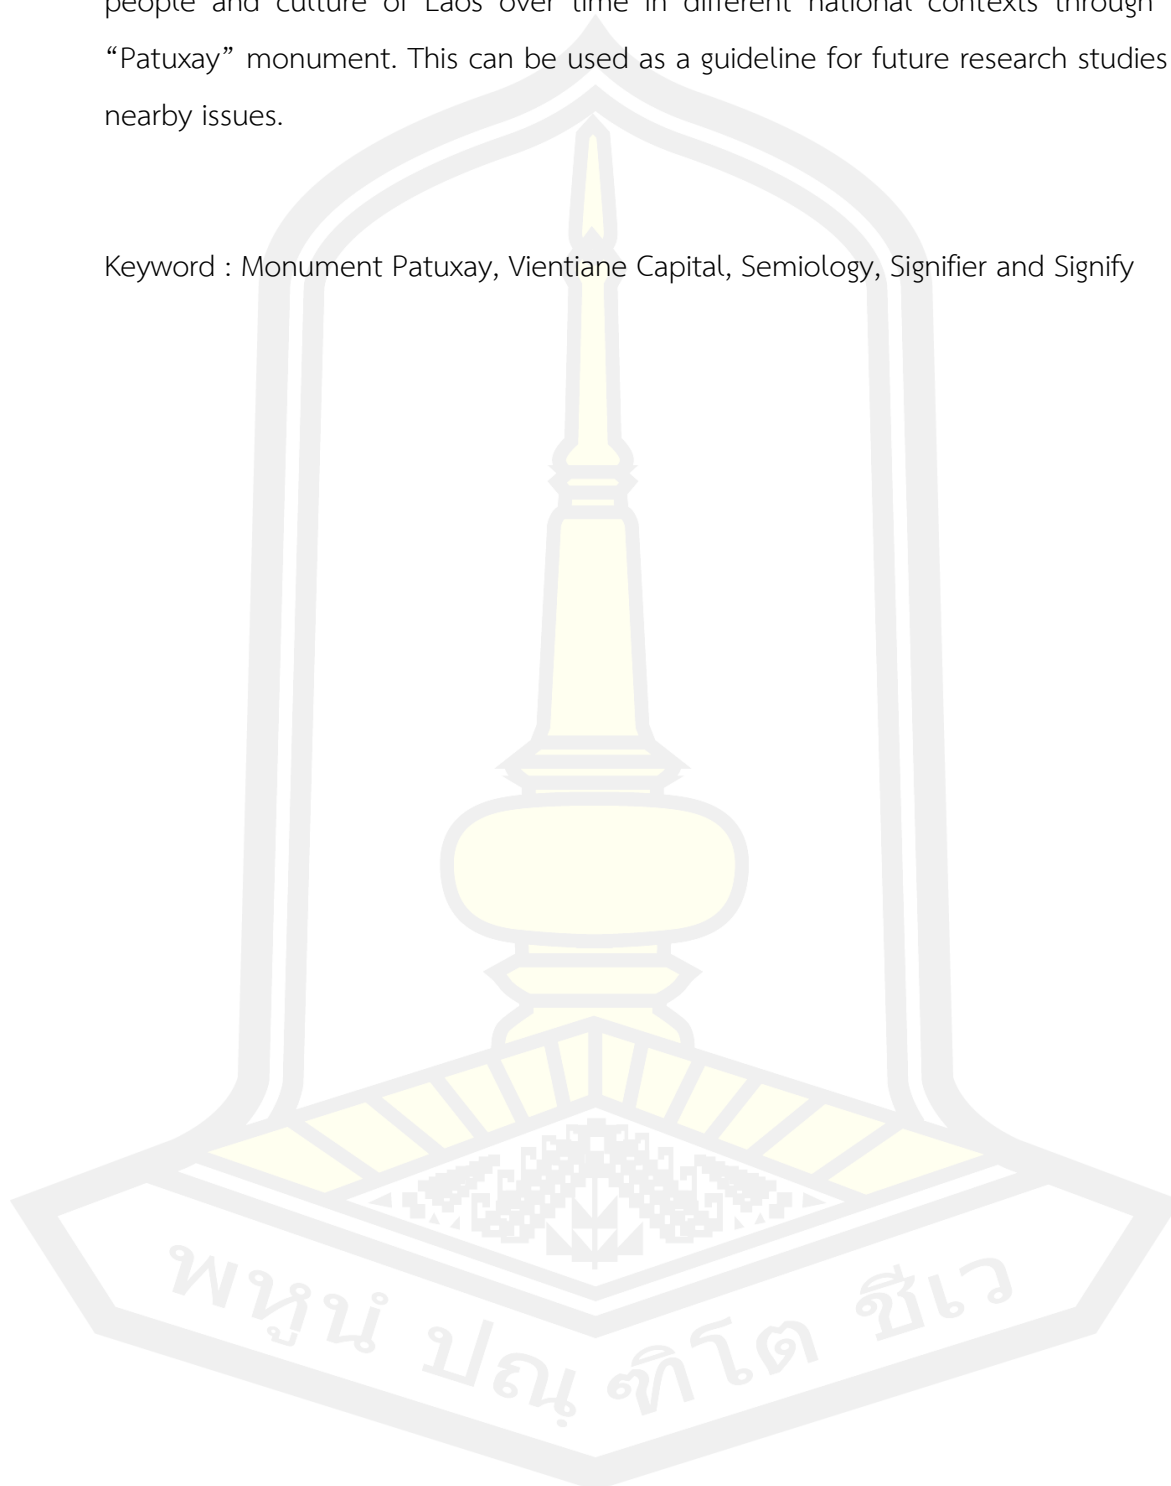 people and culture of Laos over time in different national contexts through
“Patuxay” monument. This can be used as a guideline for future research studies
nearby issues.
Keyword : Monument Patuxay, Vientiane Capital, Semiology, Signifier and Signify
พหูนํ ปณฺ ฑิโต ชีเว